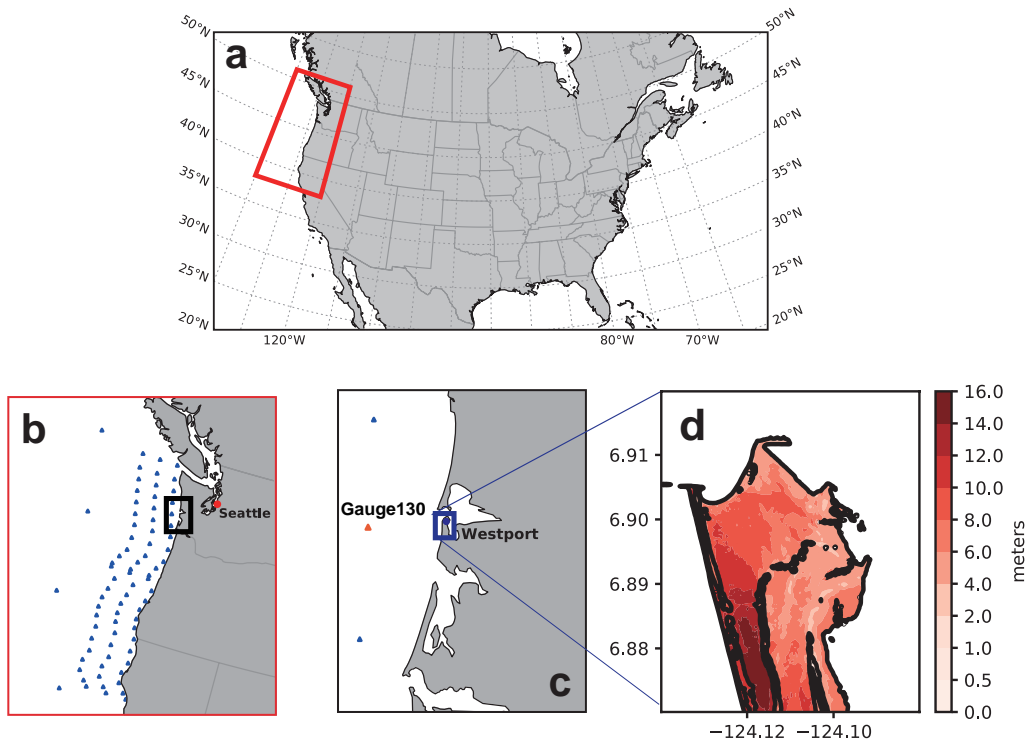 a
50°N
45°N
40°N
35°N
30°N
25°N
20°N
50°N
45°N
40°N
35°N
30°N
25°N
20°N
120°W
80°W
70°W
b
Seattle
Gauge130
Westport
c
d
6.91
6.90
6.89
6.88
−124.12
−124.10
16.0
14.0
12.0
10.0
8.0
6.0
4.0
2.0
1.0
0.5
0.0
meters